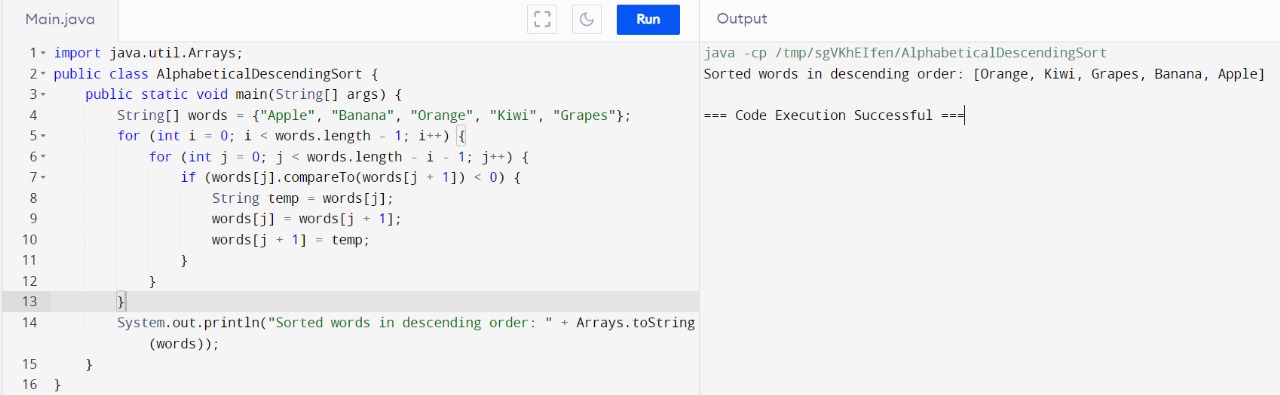 Main.java
Run
Output
1 import java.util.Arrays;
2 public class AlphabeticalDescendingSort {
3     public static void main(String[] args) {
4         String[] words = {"Apple", "Banana", "Orange", "Kiwi", "Grapes"};
5         for (int i = 0; i < words.length - 1; i++) {
6             for (int j = 0; j < words.length - i - 1; j++) {
7                 if (words[j].compareTo(words[j + 1]) < 0) {
8                     String temp = words[j];
9                     words[j] = words[j + 1];
10                     words[j + 1] = temp;
11                 }
12             }
13         }
14         System.out.println("Sorted words in descending order: " + Arrays.toString
            (words));
15     }
16 }
java -cp /tmp/sgVKhEIfen/AlphabeticalDescendingSort
Sorted words in descending order: [Orange, Kiwi, Grapes, Banana, Apple]
=== Code Execution Successful ===